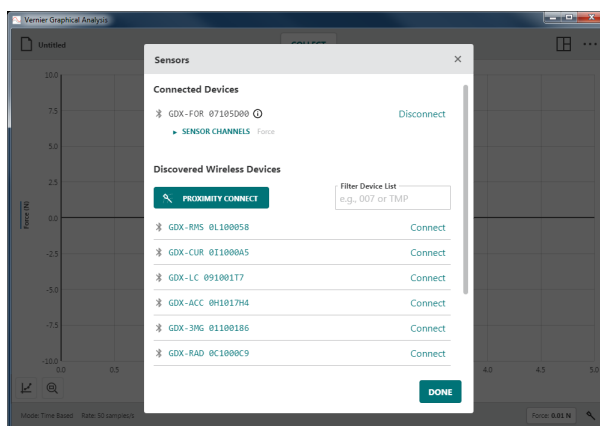 Vernier Graphical Analysis
Untitled
COLLECT
Sensors
Connected Devices
GDX-FOR 07105D00
Disconnect
SENSOR CHANNELS Force
Discovered Wireless Devices
PROXIMITY CONNECT
Filter Device List
e.g., 007 or TMP
GDX-RMS 0L100058 Connect
GDX-CUR 0I1000A5 Connect
GDX-LC 091001T7 Connect
GDX-ACC 0H1017H4 Connect
GDX-3MG 01100186 Connect
GDX-RAD 0C1000C9 Connect
DONE
Force (N)
10.0
7.5
5.0
2.5
0.0
-2.5
-5.0
-7.5
-10.0
0.0 0.5 4.0 4.5 5.0
Mode: Time Based Rate: 50 samples/s
Force: 0.01 N